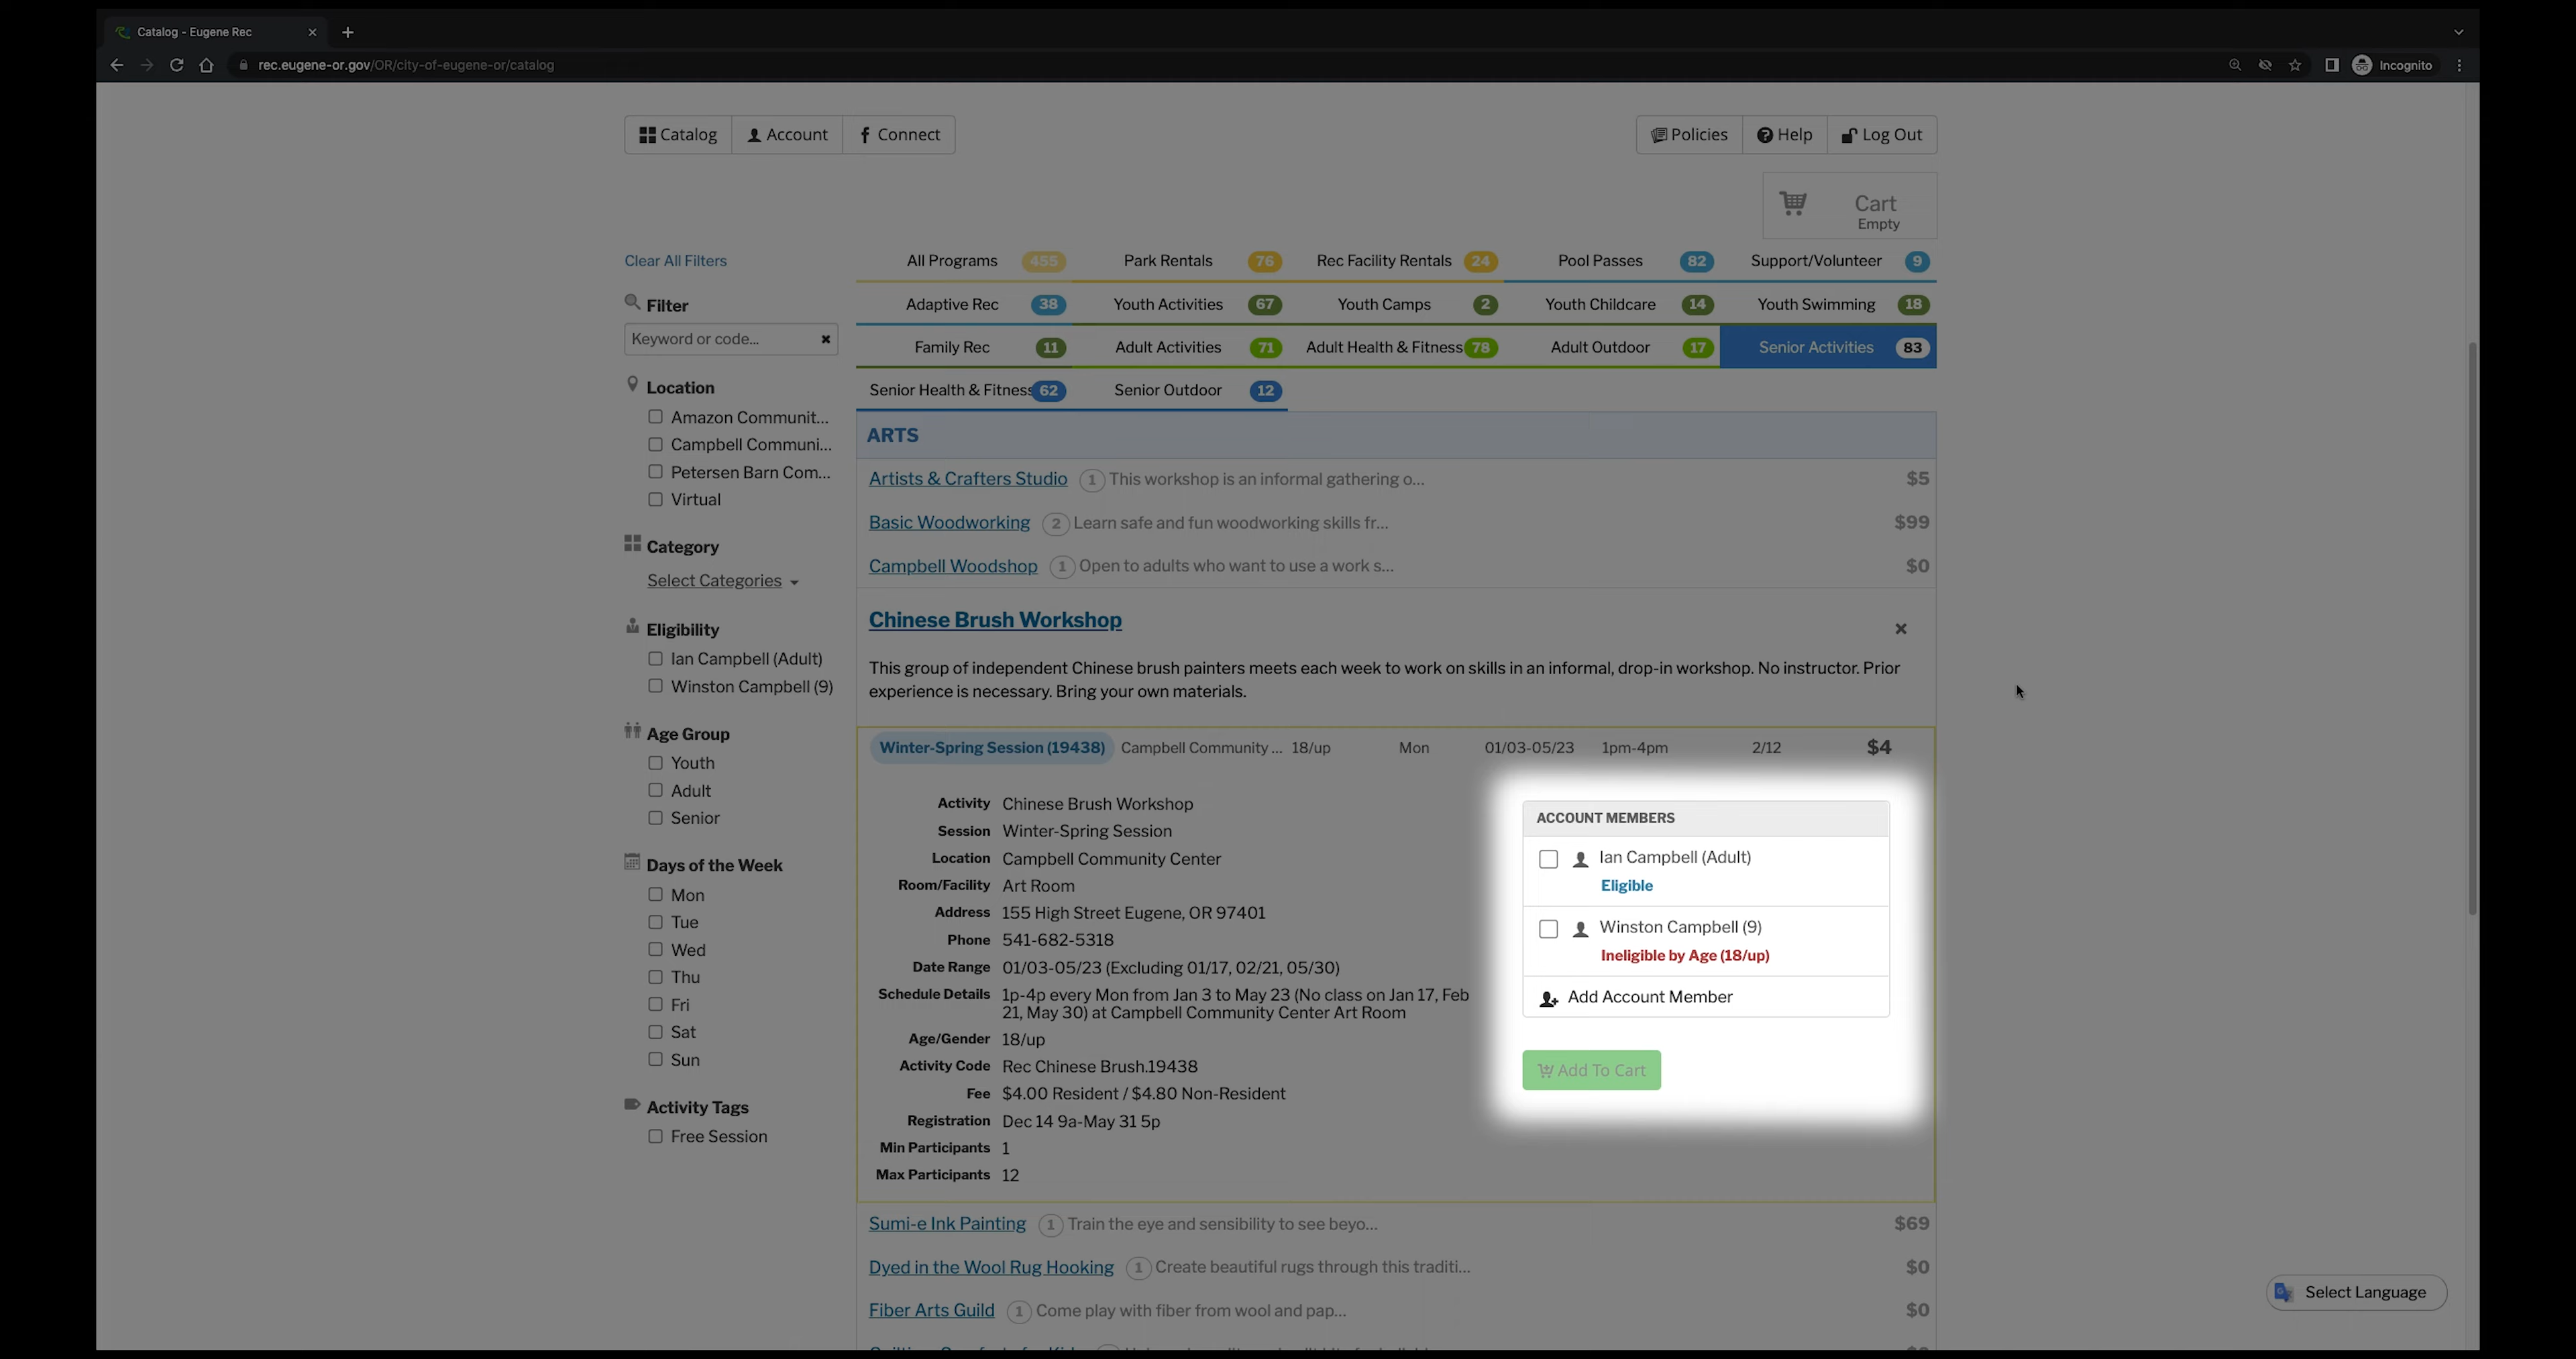 Catalog - Eugene Rec
rec.eugene-or.gov/OR/city-of-eugene-or/catalog
Incognito
Catalog
Account
Connect
Policies
Help
Log Out
Cart
Empty
Clear All Filters
All Programs 455
Park Rentals 76
Rec Facility Rentals 24
Pool Passes 82
Support/Volunteer 9
Adaptive Rec 38
Youth Activities 67
Youth Camps 2
Youth Childcare 14
Youth Swimming 18
Family Rec 11
Adult Activities 71
Adult Health & Fitness 78
Adult Outdoor 17
Senior Activities 83
Senior Health & Fitness 62
Senior Outdoor 12
Filter
Keyword or code...
Location
Amazon Communit...
Campbell Communi...
Petersen Barn Com...
Virtual
Category
Select Categories
Eligibility
Ian Campbell (Adult)
Winston Campbell (9)
Age Group
Youth
Adult
Senior
Days of the Week
Mon
Tue
Wed
Thu
Fri
Sat
Sun
Activity Tags
Free Session
ARTS
Artists & Crafters Studio 1 This workshop is an informal gathering o... $5
Basic Woodworking 2 Learn safe and fun woodworking skills fr... $99
Campbell Woodshop 1 Open to adults who want to use a work s... $0
Chinese Brush Workshop
This group of independent Chinese brush painters meets each week to work on skills in an informal, drop-in workshop. No instructor. Prior
experience is necessary. Bring your own materials.
Winter-Spring Session (19438) Campbell Community ... 18/up Mon 01/03-05/23 1pm-4pm 2/12 $4
Activity Chinese Brush Workshop
Session Winter-Spring Session
Location Campbell Community Center
Room/Facility Art Room
Address 155 High Street Eugene, OR 97401
Phone 541-682-5318
Date Range 01/03-05/23 (Excluding 01/17, 02/21, 05/30)
Schedule Details 1p-4p every Mon from Jan 3 to May 23 (No class on Jan 17, Feb
21, May 30) at Campbell Community Center Art Room
Age/Gender 18/up
Activity Code Rec Chinese Brush.19438
Fee $4.00 Resident / $4.80 Non-Resident
Registration Dec 14 9a-May 31 5p
Min Participants 1
Max Participants 12
ACCOUNT MEMBERS
Ian Campbell (Adult)
Eligible
Winston Campbell (9)
Ineligible by Age (18/up)
Add Account Member
Add To Cart
Sumi-e Ink Painting 1 Train the eye and sensibility to see beyo... $69
Dyed in the Wool Rug Hooking 1 Create beautiful rugs through this traditi... $0
Fiber Arts Guild 1 Come play with fiber from wool and pap... $0
Select Language